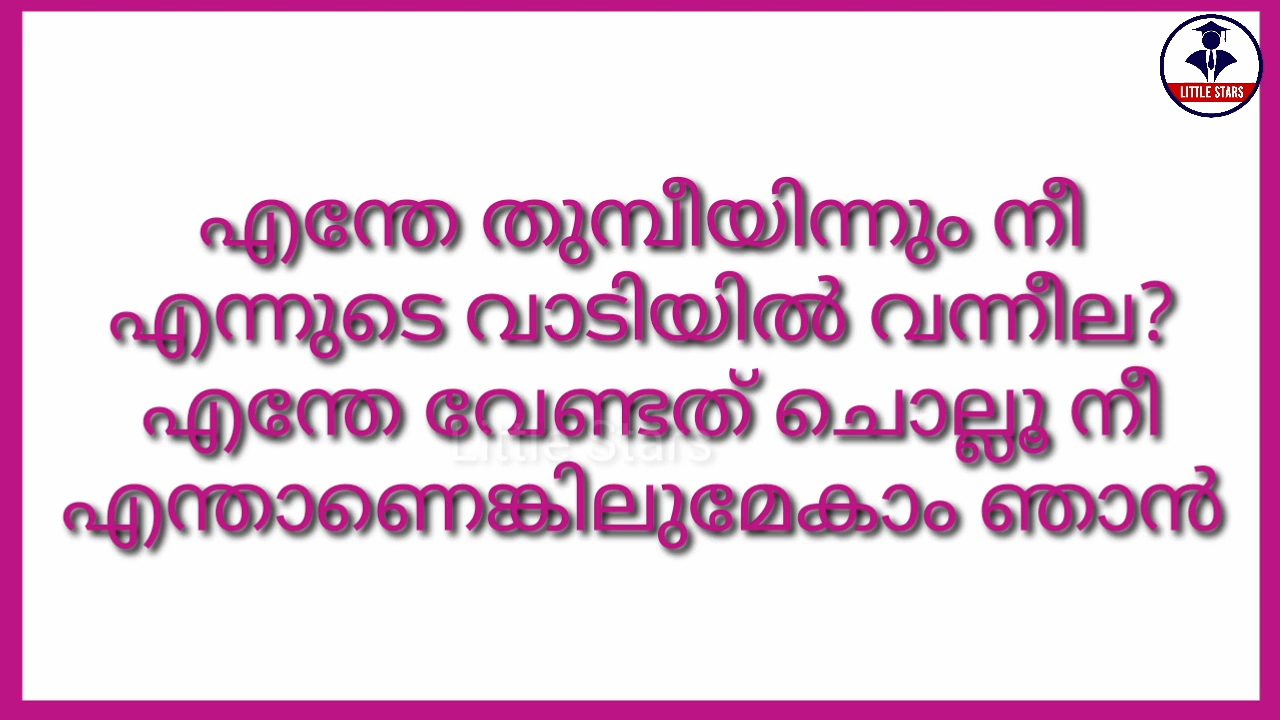 LITTLE STARS
എന്തേ തുമ്പീയിന്നും നീ
എന്നുടെ വാടിയിൽ വന്നീല?
എന്തേ വേണ്ടത് ചൊല്ലൂ നീ
Little Stars
എന്താണെങ്കിലുമേകാം ഞാൻ